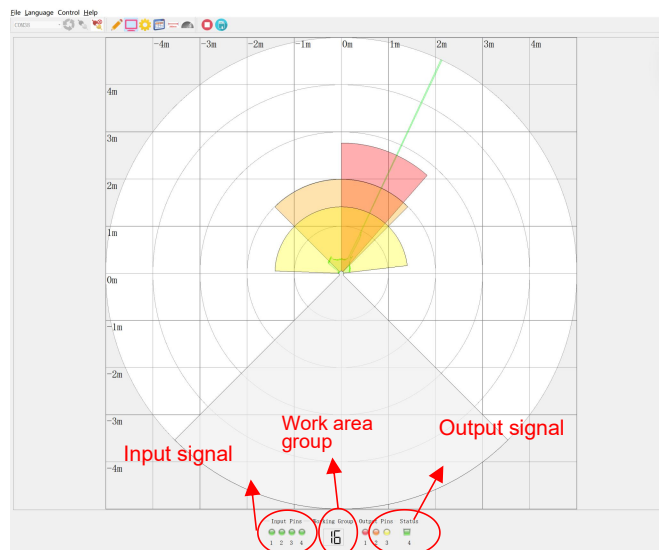 File Language Control Help
COM38
-4m -3m -2m -1m 0m 1m 2m 3m 4m
4m
3m
2m
1m
0m
-1m
-2m
-3m
-4m
Work area
group
Input signal
Output signal
Input Pins Working Group Output Pins Status
1 2 3 4 16 1 2 3 4